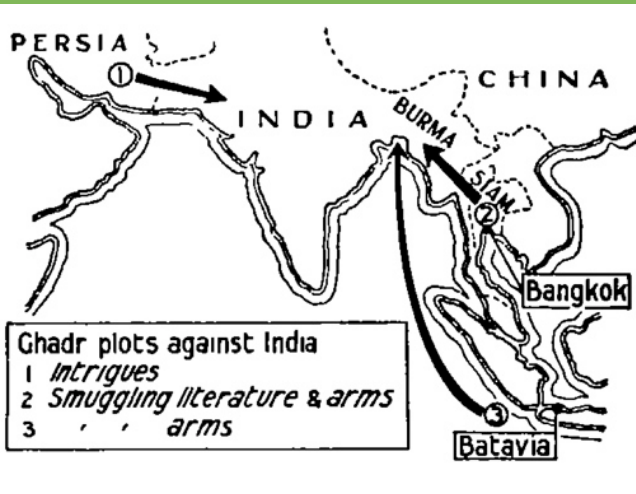 PERSIA
1
CHINA
INDIA
BURMA
SIAM
2
Bangkok
Ghadr plots against India
1 Intrigues
2 Smuggling literature & arms
3 ' ' arms
3
Batavia